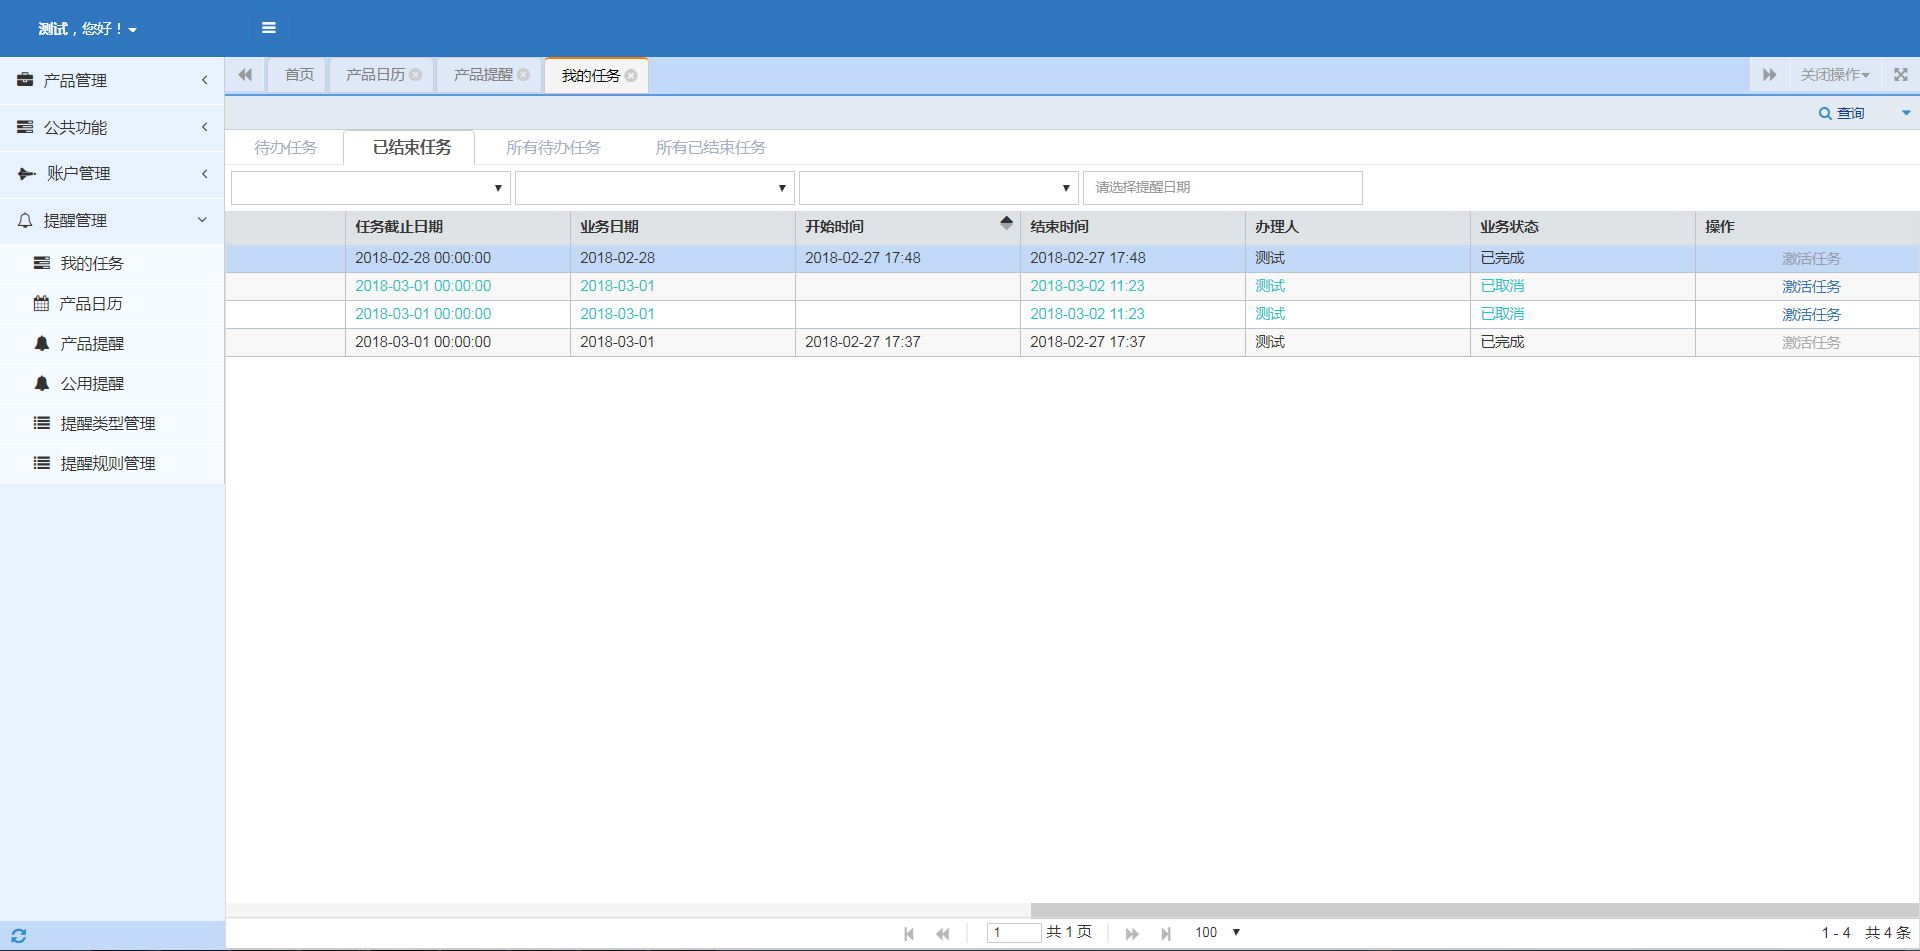 测试，您好！
产品管理
公共功能
账户管理
提醒管理
我的任务
产品日历
产品提醒
公用提醒
提醒类型管理
提醒规则管理
首页 产品日历 产品提醒 我的任务 关闭操作
查询
待办任务 已结束任务 所有待办任务 所有已结束任务
请选择提醒日期
任务截止日期 业务日期 开始时间 结束时间 办理人 业务状态 操作
2018-02-28 00:00:00 2018-02-28 2018-02-27 17:48 2018-02-27 17:48 测试 已完成 激活任务
2018-03-01 00:00:00 2018-03-01 2018-03-02 11:23 测试 已取消 激活任务
2018-03-01 00:00:00 2018-03-01 2018-03-02 11:23 测试 已取消 激活任务
2018-03-01 00:00:00 2018-03-01 2018-02-27 17:37 2018-02-27 17:37 测试 已完成 激活任务
1 共 1 页 100 1 - 4 共 4 条